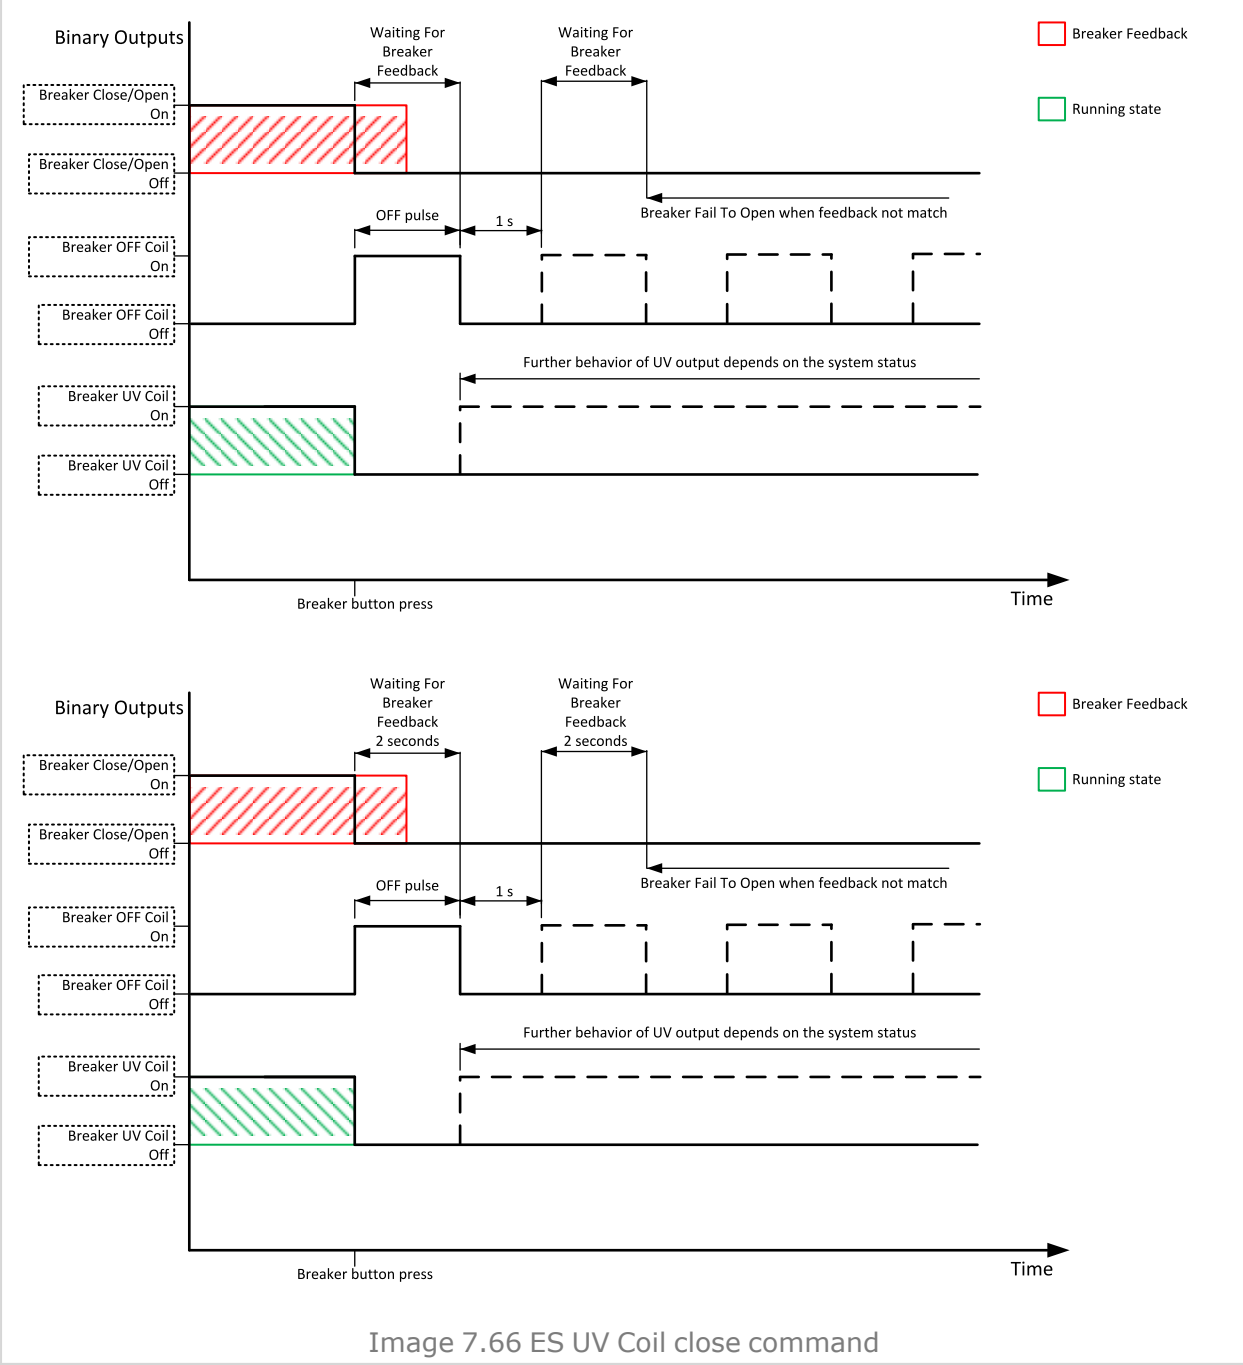 Binary Outputs
Waiting For
Breaker
Feedback
Waiting For
Breaker
Feedback
Breaker Feedback
Running state
Breaker Close/Open
On
Breaker Close/Open
Off
Breaker Fail To Open when feedback not match
OFF pulse
1 s
Breaker OFF Coil
On
Breaker OFF Coil
Off
Further behavior of UV output depends on the system status
Breaker UV Coil
On
Breaker UV Coil
Off
Breaker button press
Time
Binary Outputs
Waiting For
Breaker
Feedback
2 seconds
Waiting For
Breaker
Feedback
2 seconds
Breaker Feedback
Running state
Breaker Close/Open
On
Breaker Close/Open
Off
Breaker Fail To Open when feedback not match
OFF pulse
1 s
Breaker OFF Coil
On
Breaker OFF Coil
Off
Further behavior of UV output depends on the system status
Breaker UV Coil
On
Breaker UV Coil
Off
Breaker button press
Time
Image 7.66 ES UV Coil close command